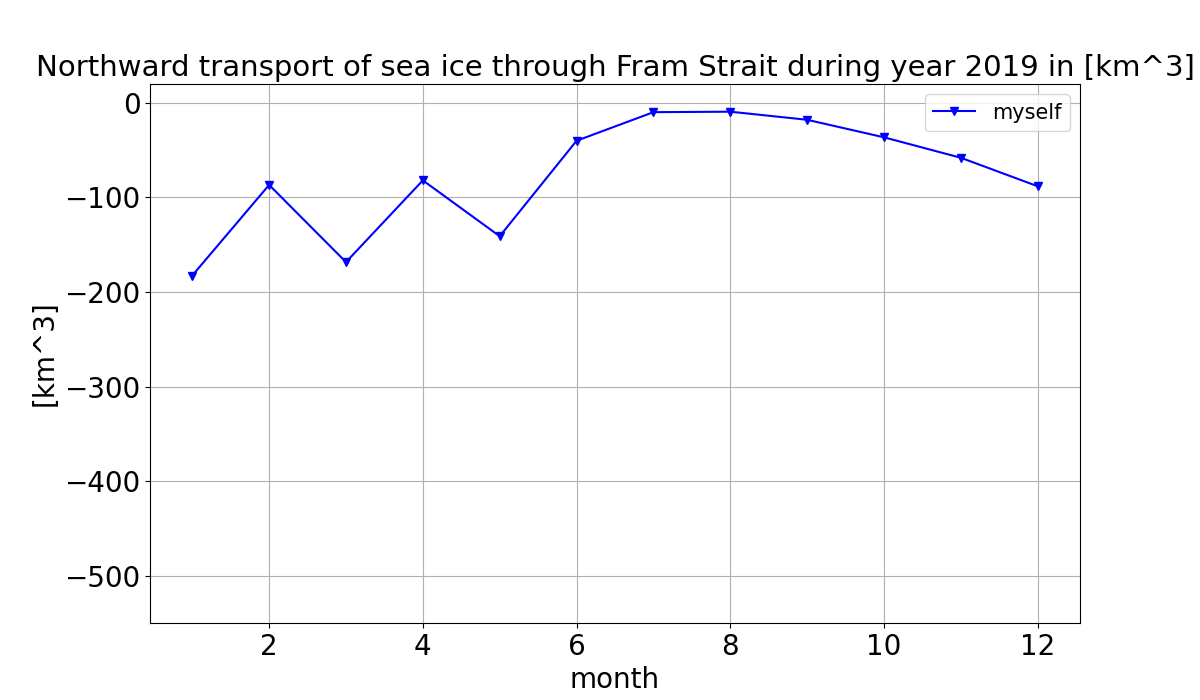 Northward transport of sea ice through Fram Strait during year 2019 in [km^3]
myself
0
−100
−200
−300
−400
−500
[km^3]
2 4 6 8 10 12
month